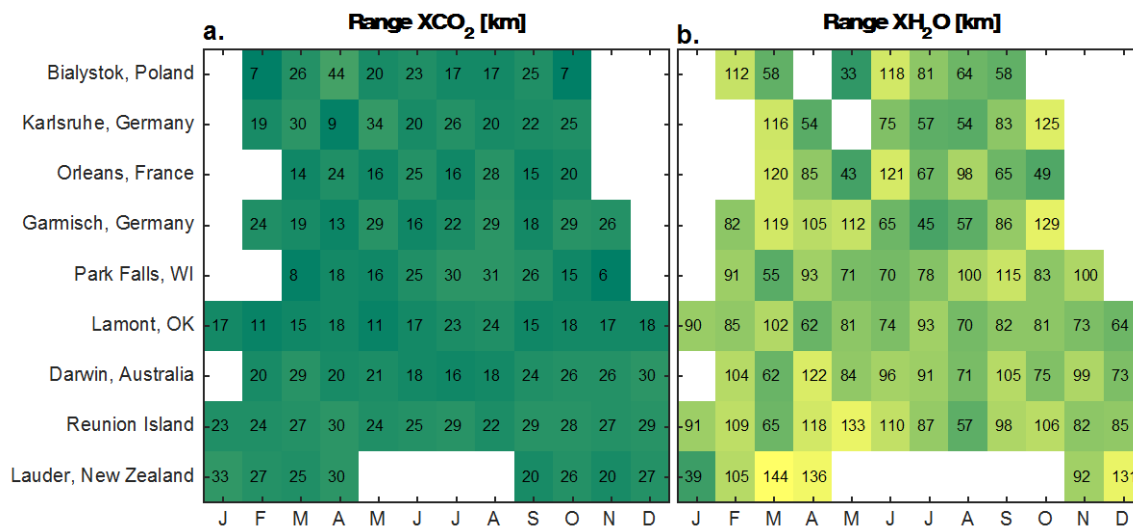 a. Range XCO2 [km] b. Range XH2O [km]
Bialystok, Poland 7 26 44 20 23 17 17 25 7 112 58 33 118 81 64 58
Karlsruhe, Germany 19 30 9 34 20 26 20 22 25 116 54 75 57 54 83 125
Orleans, France 14 24 16 25 16 28 15 20 120 85 43 121 67 98 65 49
Garmisch, Germany 24 19 13 29 16 22 29 18 29 26 82 119 105 112 65 45 57 86 129
Park Falls, WI 8 18 16 25 30 31 26 15 6 91 55 93 71 70 78 100 115 83 100
Lamont, OK 17 11 15 18 11 17 23 24 15 18 17 18 90 85 102 62 81 74 93 70 82 81 73 64
Darwin, Australia 20 29 20 21 18 16 18 24 26 26 30 104 62 122 84 96 91 71 105 75 99 73
Reunion Island 23 24 27 30 24 25 29 22 29 28 27 29 91 109 65 118 133 110 87 57 98 106 82 85
Lauder, New Zealand 33 27 25 30 20 26 20 27 39 105 144 136 92 131
J F M A M J J A S O N D J F M A M J J A S O N D